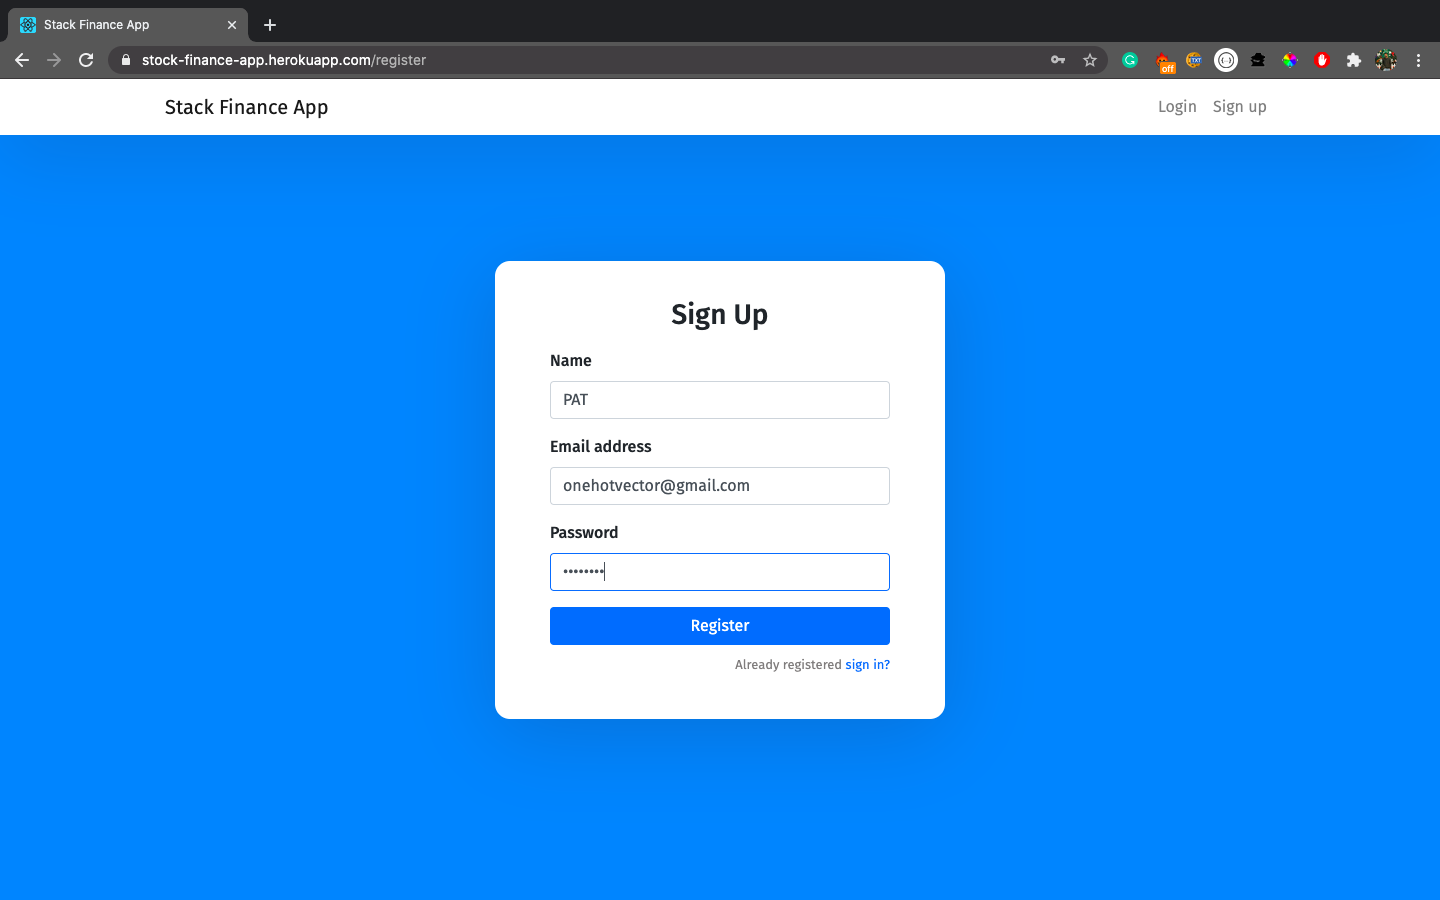 Stack Finance App
stock-finance-app.herokuapp.com/register
off
TXT
Stack Finance App
Login
Sign up
Sign Up
Name
PAT
Email address
onehotvector@gmail.com
Password
••••••••
Register
Already registered sign in?